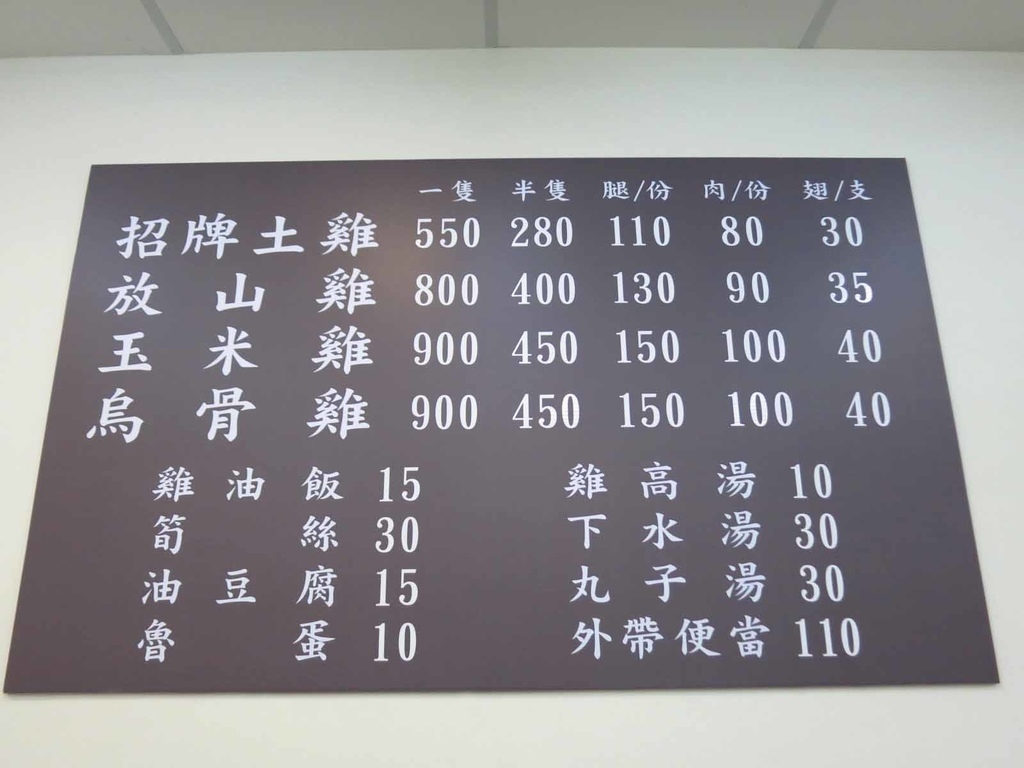 一隻 半隻 腿/份 肉/份 翅/支
招牌土雞 550 280 110 80 30
放山雞 800 400 130 90 35
玉米雞 900 450 150 100 40
烏骨雞 900 450 150 100 40
雞油飯 15 雞高湯 10
筍絲 30 下水湯 30
油豆腐 15 丸子湯 30
魯蛋 10 外帶便當 110